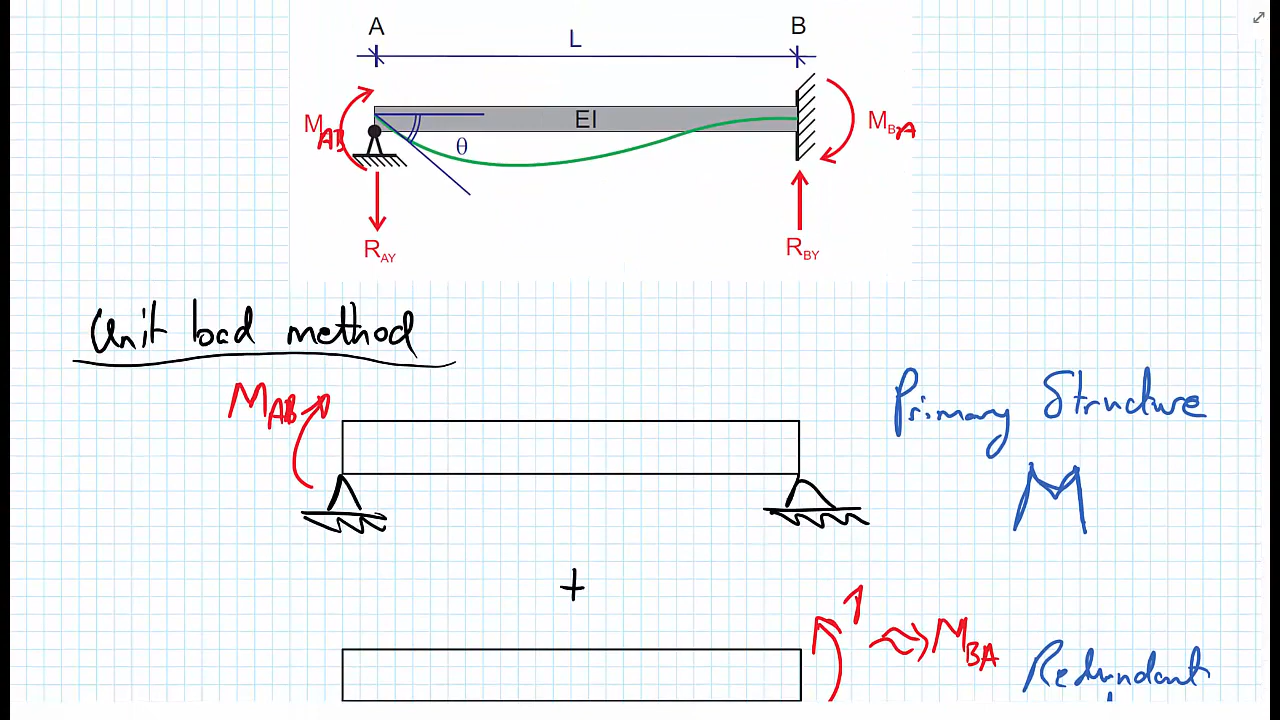 A B
L
EI
M_AB
θ
M_BA
R_AY
R_BY
Unit load method
M_AB
Primary Structure
M
+
1
M_BA
Redundant